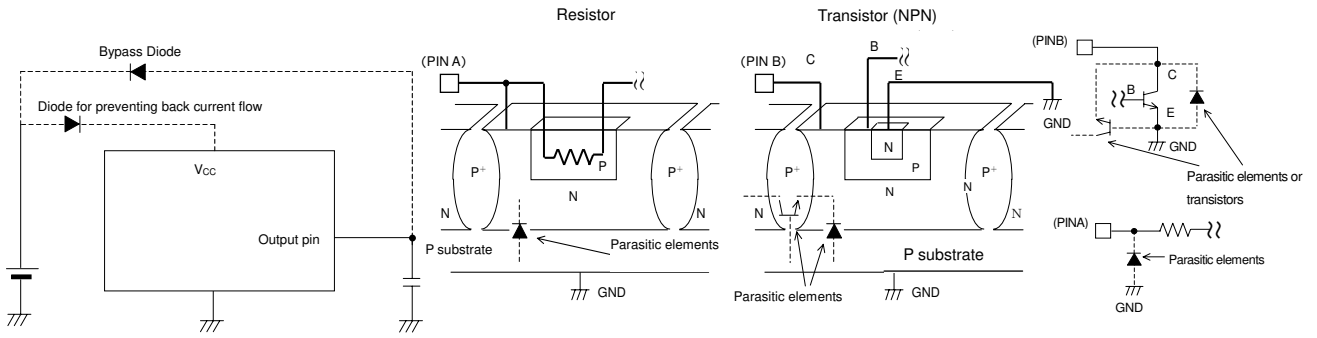 Bypass Diode
Diode for preventing back current flow
VCC
Output pin
Resistor
(PIN A)
P+
P
N
P+
N
N
P substrate
Parasitic elements
GND
Transistor (NPN)
(PIN B)
C
B
E
GND
P+
N
P
N
N
P+
N
N
P substrate
Parasitic elements
GND
(PINB)
C
B
E
GND
Parasitic elements or
transistors
(PINA)
Parasitic elements
GND